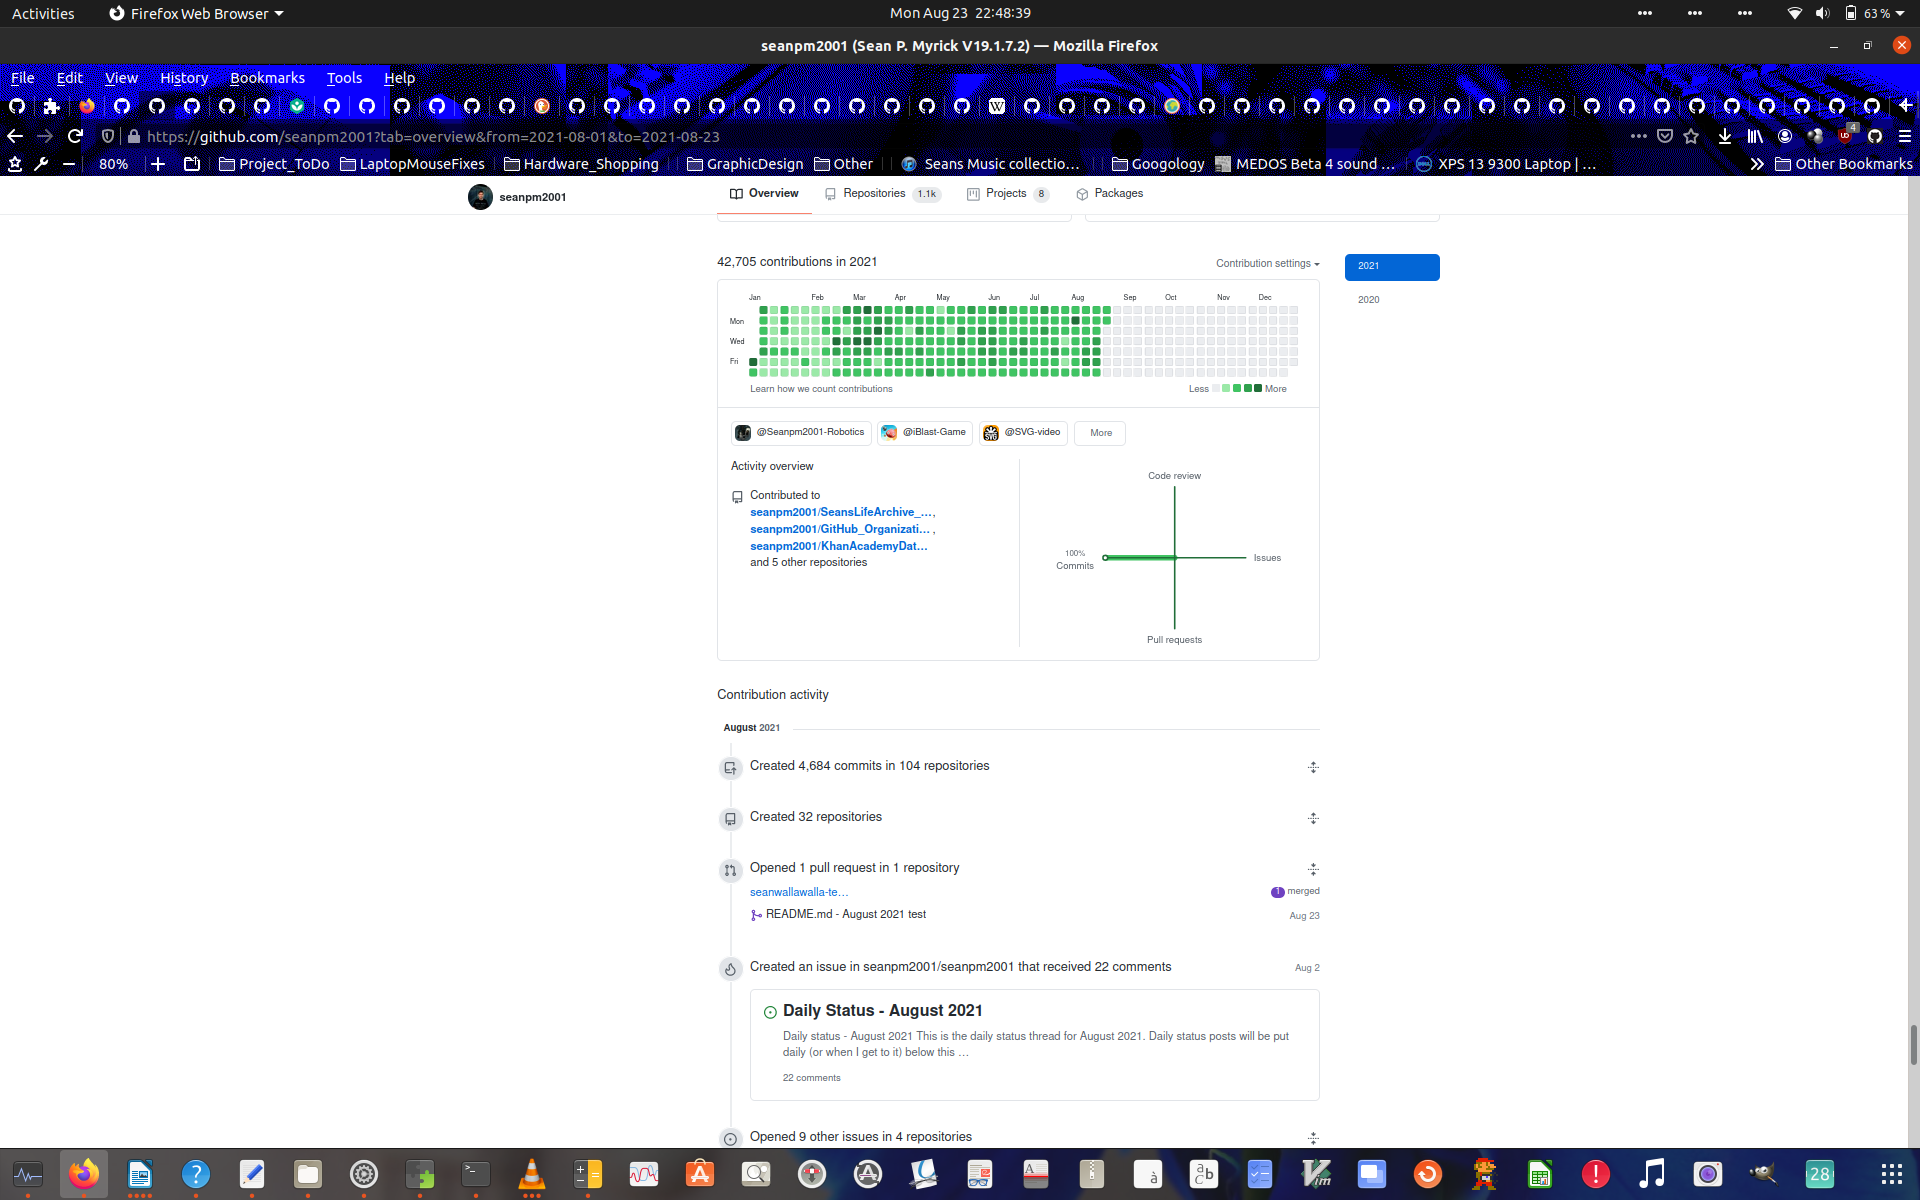 Activities
Firefox Web Browser
Mon Aug 23 22:48:39
63 %
seanpm2001 (Sean P. Myrick V19.1.7.2) — Mozilla Firefox
File Edit View History Bookmarks Tools Help
https://github.com/seanpm2001?tab=overview&from=2021-08-01&to=2021-08-23
4
80%
Project_ToDo
LaptopMouseFixes
Hardware_Shopping
GraphicDesign
Other
Seans Music collectio…
Googology
MEDOS Beta 4 sound …
XPS 13 9300 Laptop | …
Other Bookmarks
seanpm2001
Overview
Repositories 1.1k
Projects 8
Packages
42,705 contributions in 2021
Contribution settings
2021
2020
Jan Feb Mar Apr May Jun Jul Aug Sep Oct Nov Dec
Mon
Wed
Fri
Learn how we count contributions
Less More
@Seanpm2001-Robotics
@iBlast-Game
@SVG-video
More
Activity overview
Contributed to
seanpm2001/SeansLifeArchive_…,
seanpm2001/GitHub_Organizati… ,
seanpm2001/KhanAcademyDat…
and 5 other repositories
Code review
100%
Commits
Issues
Pull requests
Contribution activity
August 2021
Created 4,684 commits in 104 repositories
Created 32 repositories
Opened 1 pull request in 1 repository
seanwallawalla-te…
1 merged
README.md - August 2021 test
Aug 23
Created an issue in seanpm2001/seanpm2001 that received 22 comments
Aug 2
Daily Status - August 2021
Daily status - August 2021 This is the daily status thread for August 2021. Daily status posts will be put
daily (or when I get to it) below this …
22 comments
Opened 9 other issues in 4 repositories
28